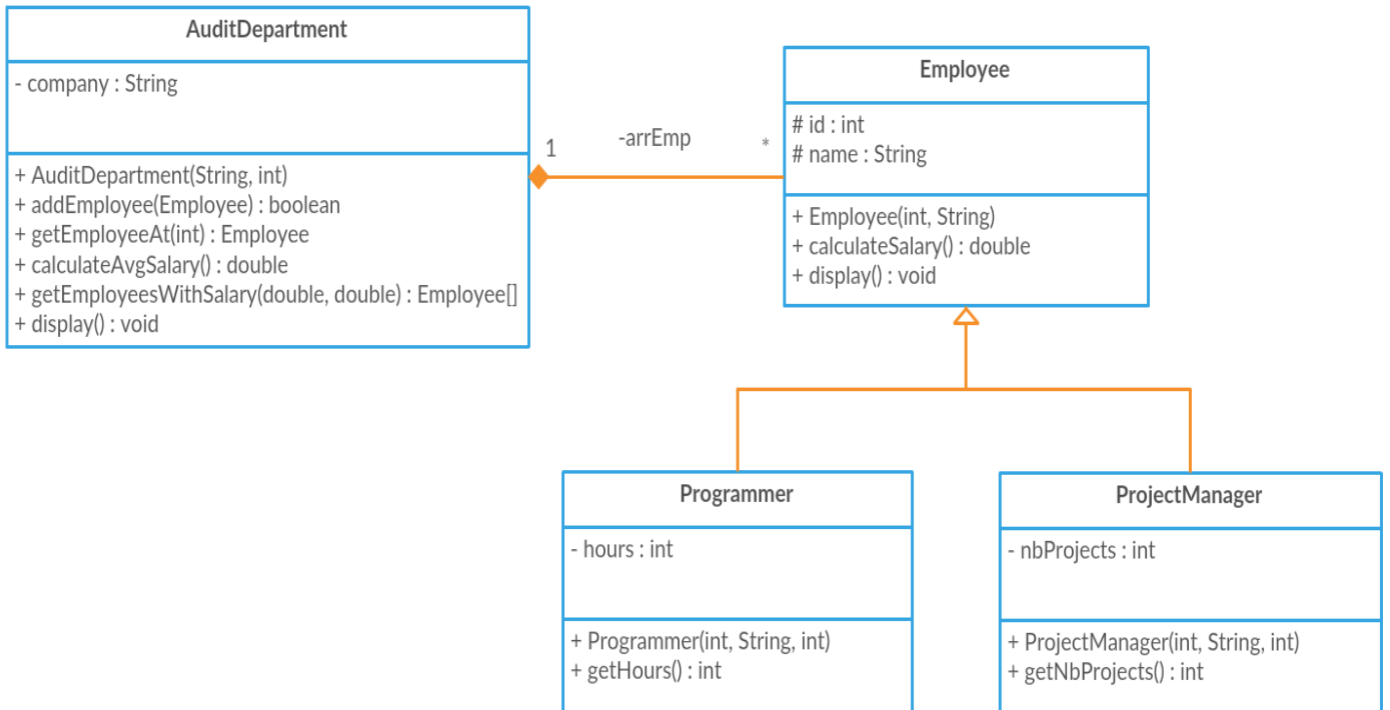 AuditDepartment
- company : String
+ AuditDepartment(String, int)
+ addEmployee(Employee) : boolean
+ getEmployeeAt(int) : Employee
+ calculateAvgSalary() : double
+ getEmployeesWithSalary(double, double) : Employee[]
+ display() : void
1
-arrEmp
*
Employee
# id : int
# name : String
+ Employee(int, String)
+ calculateSalary() : double
+ display() : void
Programmer
- hours : int
+ Programmer(int, String, int)
+ getHours() : int
ProjectManager
- nbProjects : int
+ ProjectManager(int, String, int)
+ getNbProjects() : int